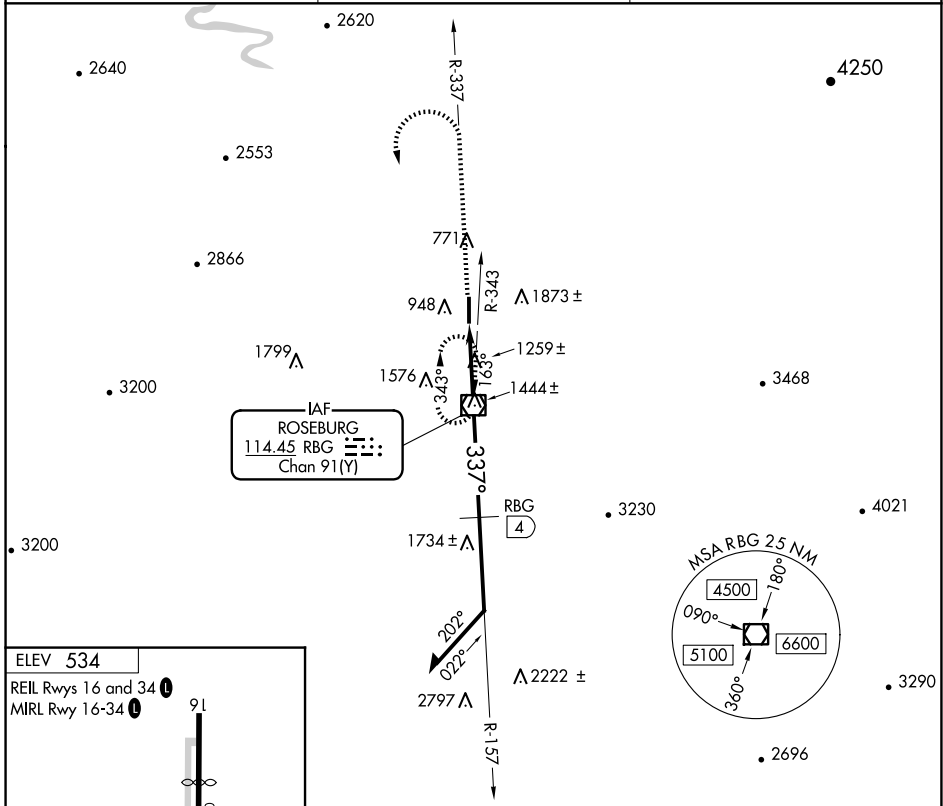 2620
2640
4250
R-337
2553
771
2866
R-343
948
1873 ±
1799
1259 ±
163°
343°
1576
1444 ±
3200
3468
IAF
ROSEBURG
114.45 RBG
Chan 91(Y)
337°
RBG
4
3230
4021
1734 ±
3200
MSA RBG 25 NM
180°
4500
090°
6600
5100
360°
202°
022°
2222 ±
2797
R-157
3290
2696
ELEV 534
REIL Rwys 16 and 34 L
MIRL Rwy 16-34 L
16